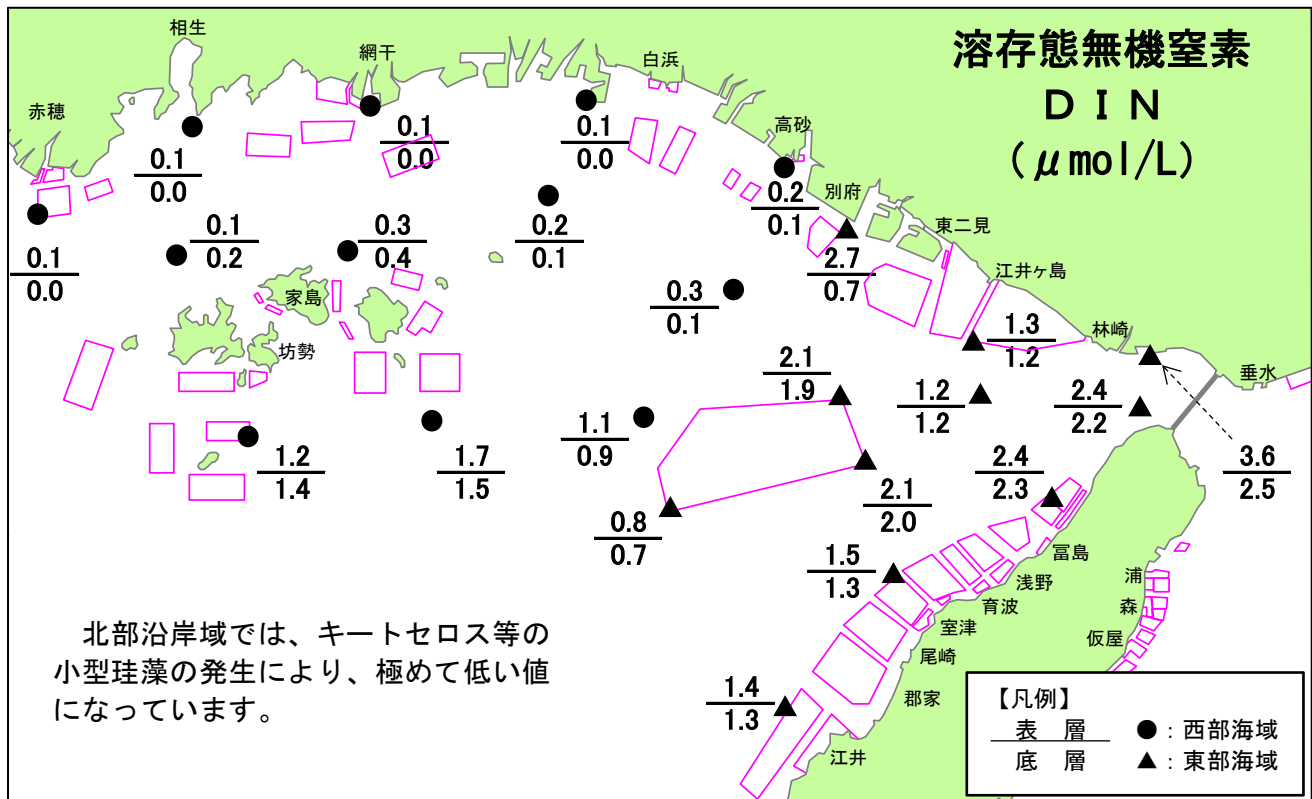 溶存態無機窒素
DIN
(μmol/L)
相生
網干
白浜
赤穂
高砂
別府
東二見
江井ヶ島
林崎
垂水
家島
坊勢
0.1
0.0
0.1
0.0
0.1
0.0
0.2
0.1
0.1
0.0
0.1
0.2
0.3
0.4
0.2
0.1
2.7
0.7
0.3
0.1
1.3
1.2
2.1
1.9
1.2
1.2
2.4
2.2
1.1
0.9
1.2
1.4
1.7
1.5
2.4
2.3
3.6
2.5
2.1
2.0
0.8
0.7
1.5
1.3
1.4
1.3
冨島
浅野
育波
室津
尾崎
郡家
江井
浦
森
仮屋
北部沿岸域では、キートセロス等の
小型珪藻の発生により、極めて低い値
になっています。
【凡例】
表 層 ●:西部海域
底 層 ▲:東部海域